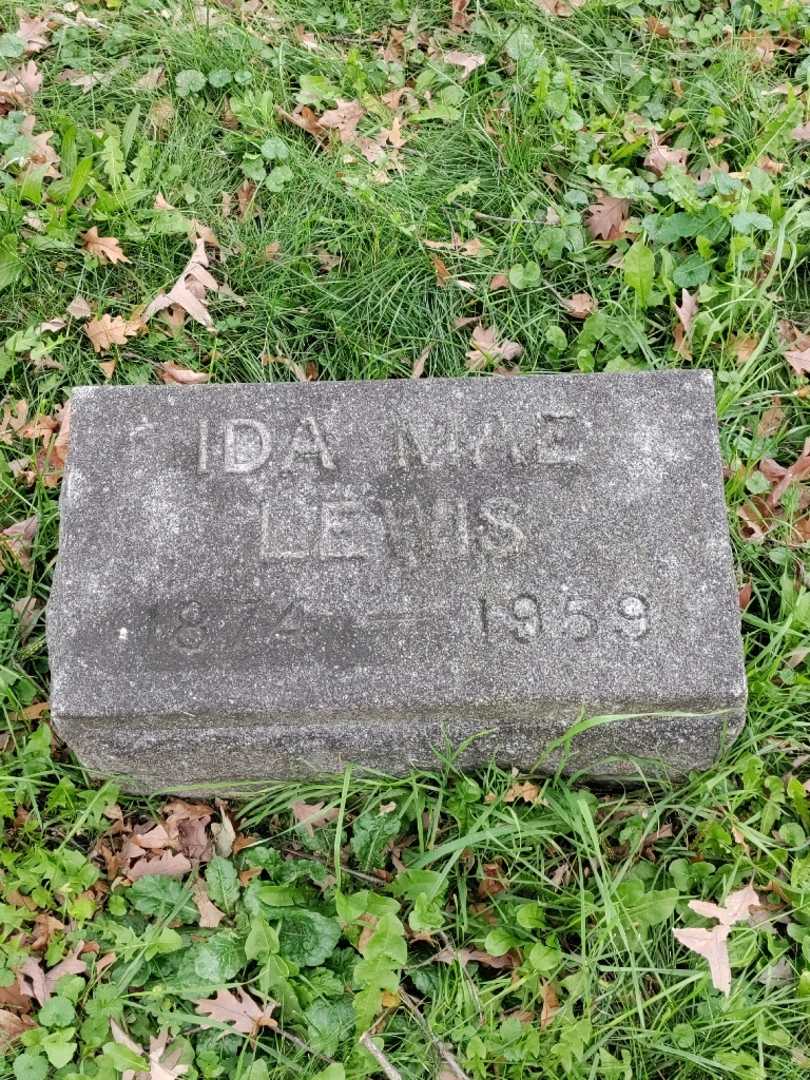 IDA MAE
LEWIS
1874 — 1959